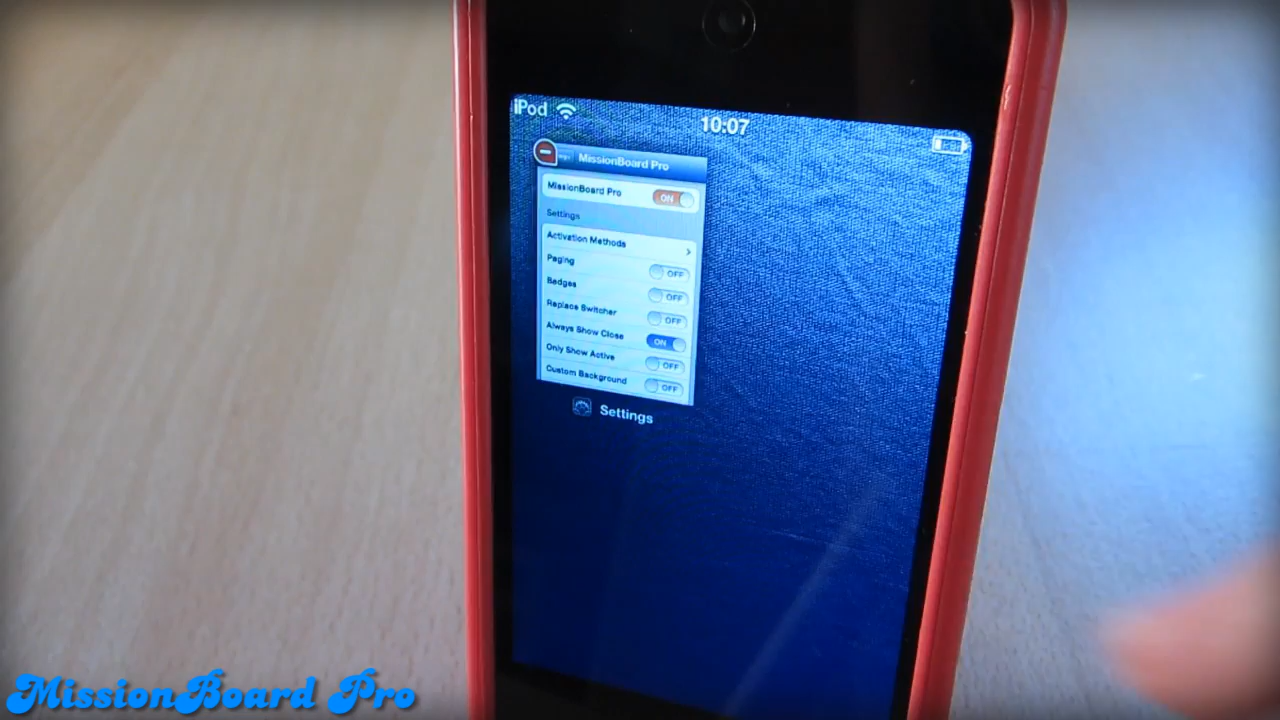 iPod
10:07
MissionBoard Pro
MissionBoard Pro ON
Settings
Activation Methods
Paging OFF
Badges OFF
Replace Switcher OFF
Always Show Close ON
Only Show Active OFF
Custom Background OFF
Settings
MissionBoard Pro